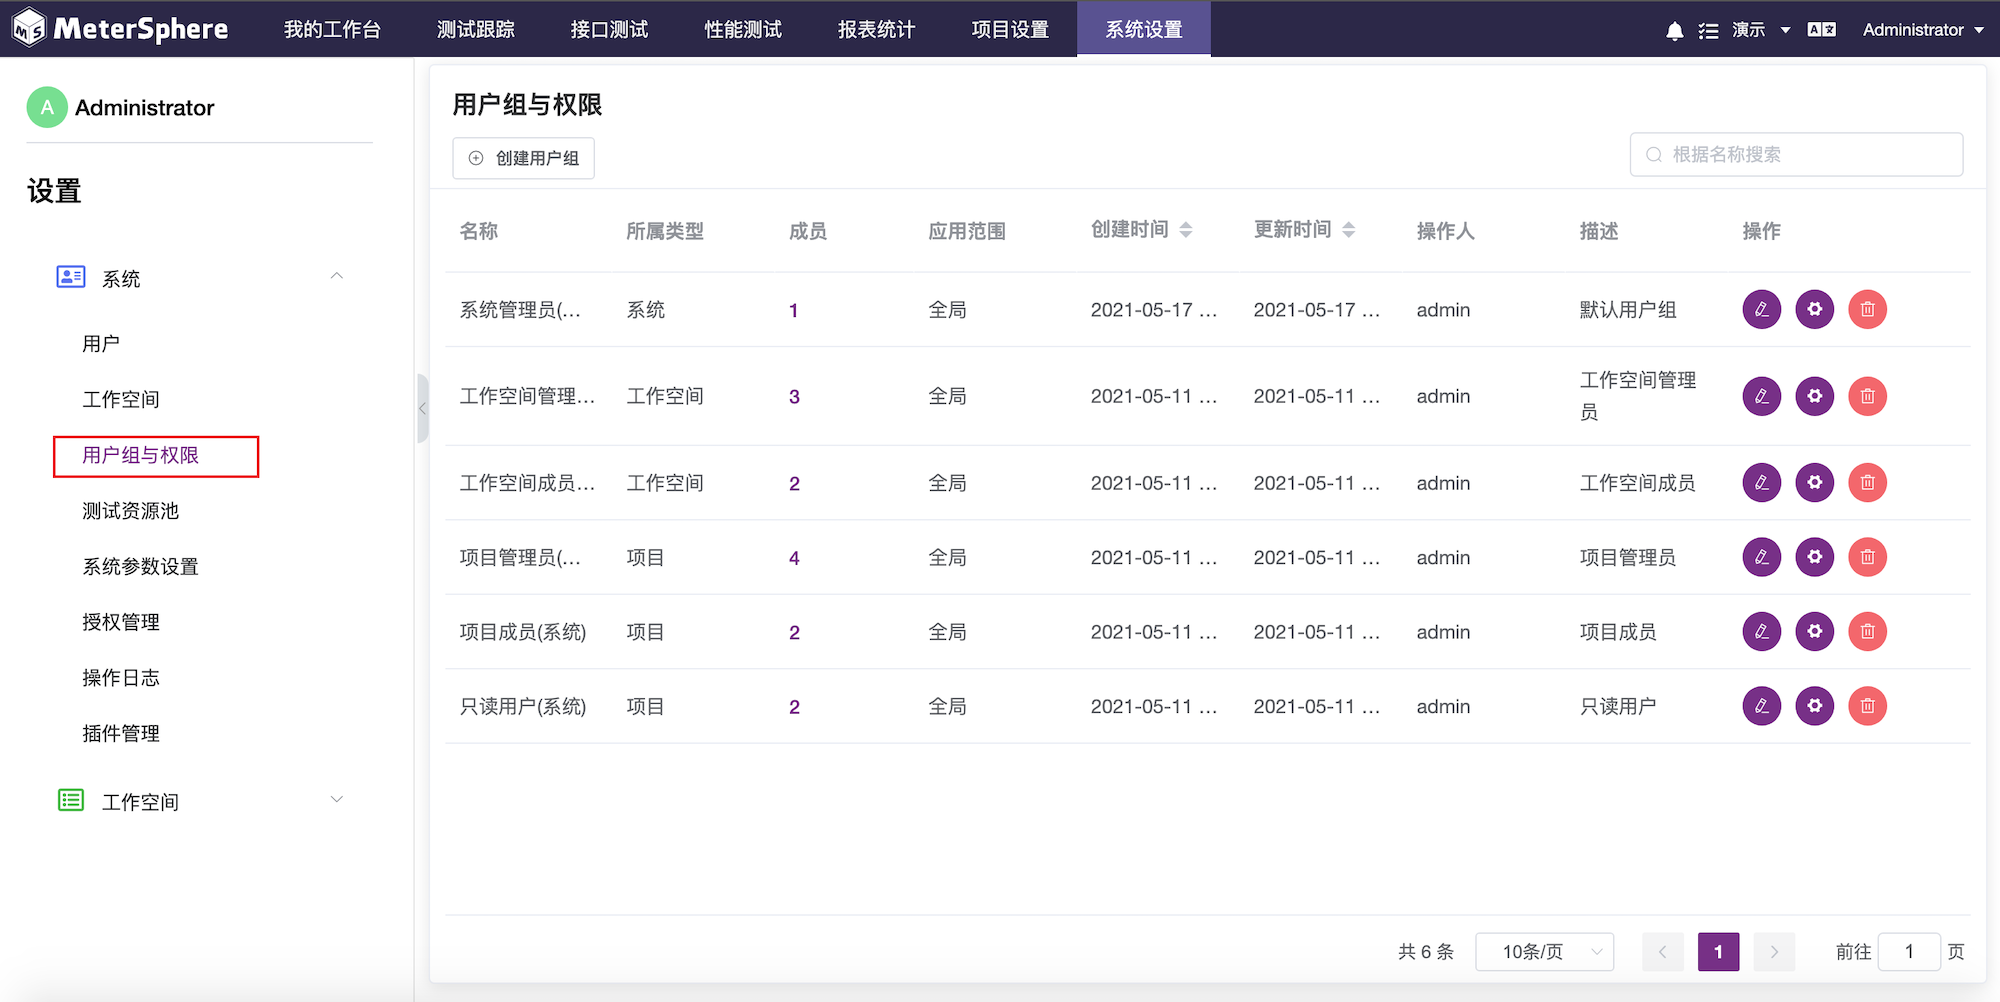 MeterSphere 我的工作台 测试跟踪 接口测试 性能测试 报表统计 项目设置 系统设置 演示 Administrator
A Administrator
设置
系统
用户
工作空间
用户组与权限
测试资源池
系统参数设置
授权管理
操作日志
插件管理
工作空间
用户组与权限
创建用户组
根据名称搜索
名称 所属类型 成员 应用范围 创建时间 更新时间 操作人 描述 操作
系统管理员(... 系统 1 全局 2021-05-17 ... 2021-05-17 ... admin 默认用户组
工作空间管理... 工作空间 3 全局 2021-05-11 ... 2021-05-11 ... admin 工作空间管理
员
工作空间成员... 工作空间 2 全局 2021-05-11 ... 2021-05-11 ... admin 工作空间成员
项目管理员(... 项目 4 全局 2021-05-11 ... 2021-05-11 ... admin 项目管理员
项目成员(系统) 项目 2 全局 2021-05-11 ... 2021-05-11 ... admin 项目成员
只读用户(系统) 项目 2 全局 2021-05-11 ... 2021-05-11 ... admin 只读用户
共 6 条 10条/页 1 前往 1 页